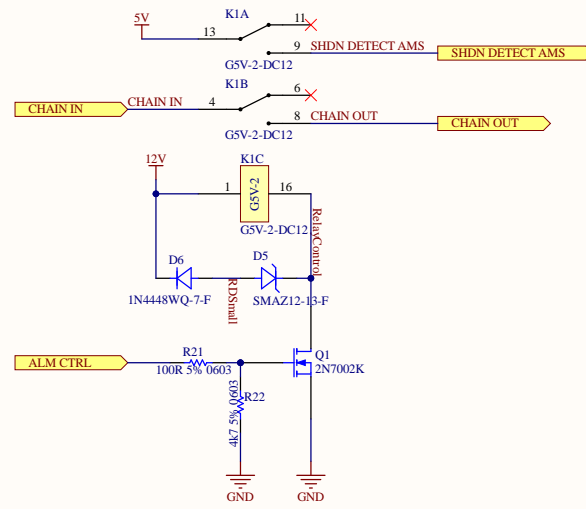 K1A
5V
11
13
9
SHDN DETECT AMS
SHDN DETECT AMS
G5V-2-DC12
K1B
6
CHAIN IN
CHAIN IN
4
8
CHAIN OUT
CHAIN OUT
G5V-2-DC12
12V
K1C
1
G5V-2
16
G5V-2-DC12
RelayControl
D6
D5
1N4448WQ-7-F
RDSmall
SMAZ12-13-F
ALM CTRL
R21
100R 5% 0603
Q1
2N7002K
R22
4k7 5% 0603
GND
GND